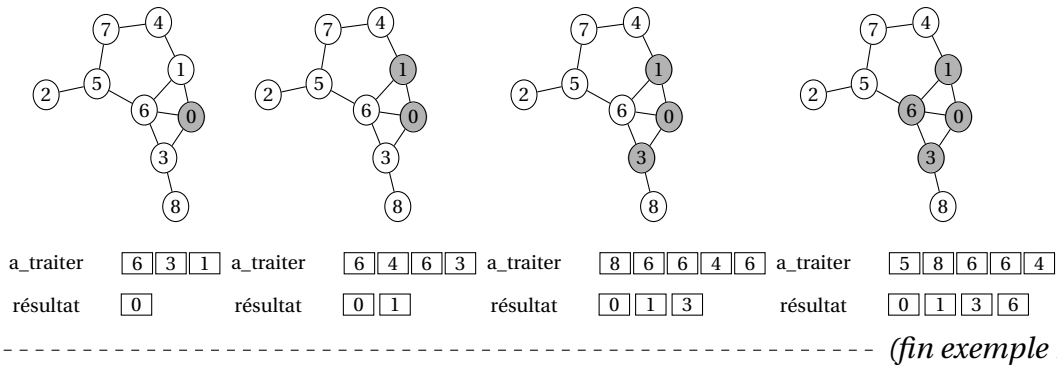 7 4 7 4 7 4 7 4
1 1 1 1
2 5 2 5 2 5 2 5
6 0 6 0 6 0 6 0
3 3 3 3
8 8 8 8
a_traiter 6 3 1 a_traiter 6 4 6 3 a_traiter 8 6 6 4 6 a_traiter 5 8 6 6 4
résultat 0 résultat 0 1 résultat 0 1 3 résultat 0 1 3 6
(fin exemple